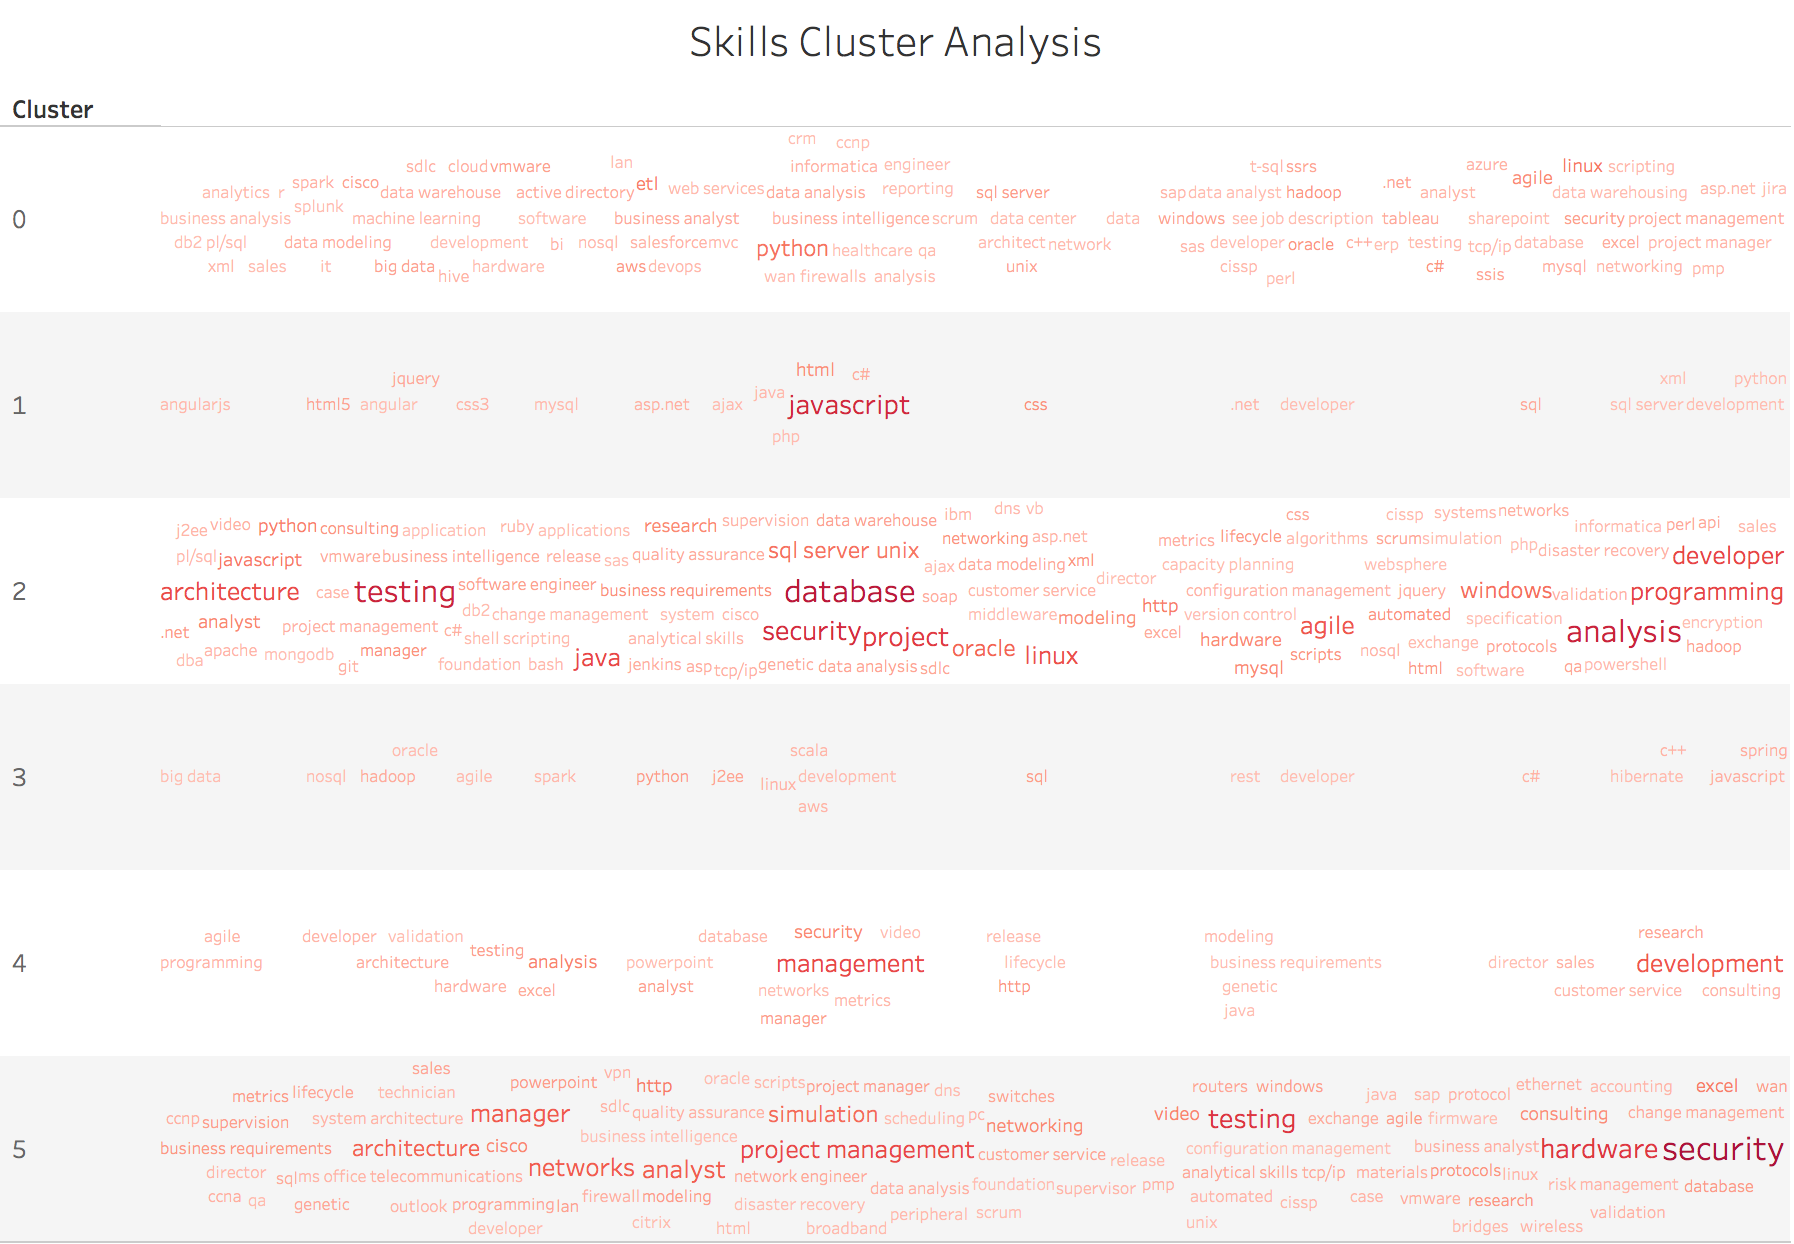 Skills Cluster Analysis
Cluster
0
crm ccnp
sdlc cloud vmware lan informatica engineer t-sql ssrs azure linux scripting
analytics r spark cisco data warehouse active directory etl web services data analysis reporting sql server sap data analyst hadoop .net analyst agile data warehousing asp.net jira
business analysis splunk machine learning software business analyst business intelligence scrum data center data windows see job description tableau sharepoint security project management
db2 pl/sql data modeling development bi nosql salesforce mvc python healthcare qa architect network sas developer oracle c++ erp testing tcp/ip database excel project manager
xml sales it big data hive hardware aws devops wan firewalls analysis unix cissp perl c# ssis mysql networking pmp
1
jquery html c# xml python
angularjs html5 angular css3 mysql asp.net ajax java javascript css .net developer sql sql server development
php
2
j2ee video python consulting application ruby applications research supervision data warehouse ibm dns vb css cissp systems networks informatica perl api sales
pl/sql javascript vmware business intelligence release sas quality assurance sql server unix networking asp.net metrics lifecycle algorithms scrum simulation php disaster recovery developer
ajax data modeling xml capacity planning websphere
architecture case testing software engineer business requirements database soap customer service director configuration management jquery windows validation programming
db2 change management system cisco middleware modeling http version control automated specification encryption
.net analyst project management c# shell scripting analytical skills security project excel hardware agile analysis
dba apache mongodb git manager foundation bash java jenkins asp tcp/ip genetic data analysis sdlc oracle linux mysql scripts nosql exchange protocols html software qa powershell hadoop
3
oracle scala c++ spring
big data nosql hadoop agile spark python j2ee linux development sql rest developer c# hibernate javascript
aws
4
agile developer validation database security video release modeling research
programming architecture testing analysis powerpoint management lifecycle business requirements director sales development
hardware excel analyst networks metrics http genetic customer service consulting
manager java
5
sales powerpoint vpn http oracle scripts project manager dns switches routers windows java sap protocol ethernet accounting excel wan
metrics lifecycle technician
ccnp supervision system architecture manager sdlc quality assurance simulation scheduling pc networking video testing exchange agile firmware consulting change management
business requirements architecture cisco business intelligence project management customer service release configuration management business analyst hardware security
director sql ms office telecommunications networks analyst network engineer data analysis foundation supervisor pmp analytical skills tcp/ip materials protocols linux risk management database
ccna qa genetic outlook programming lan firewall modeling disaster recovery peripheral scrum automated cissp case vmware research validation
developer citrix html broadband unix bridges wireless